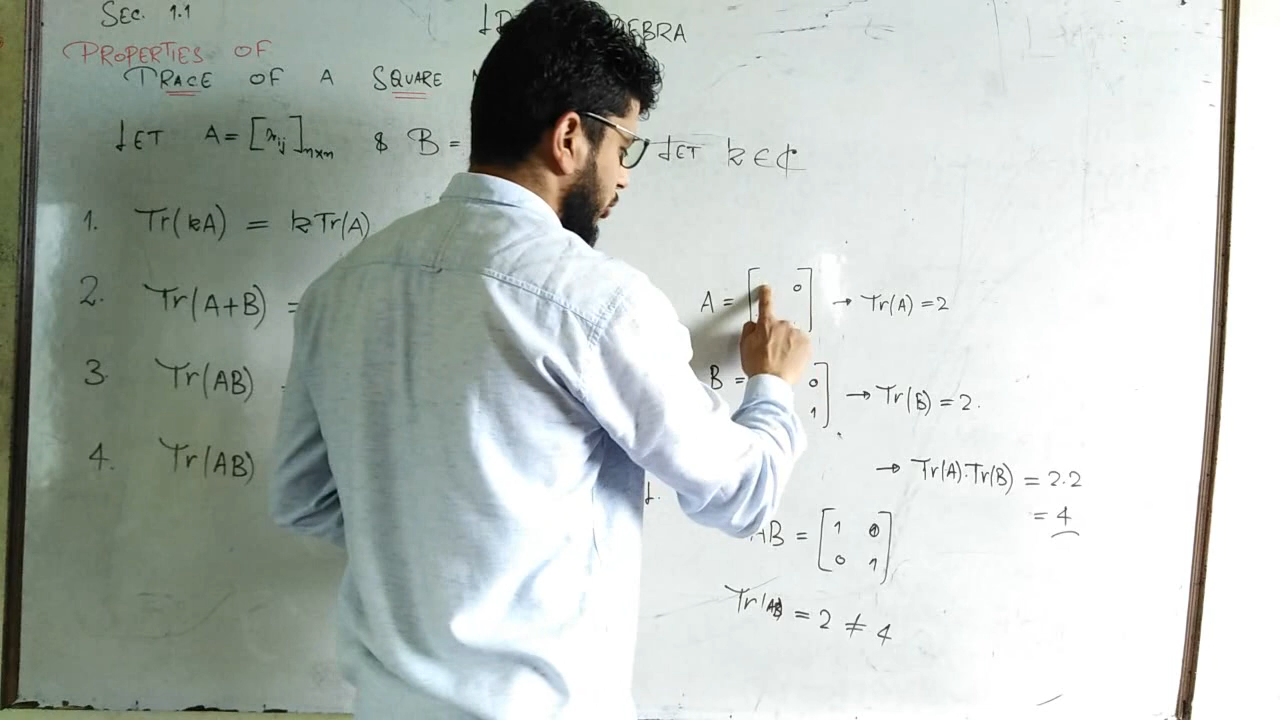 SEC. 1.1
PROPERTIES OF
TRACE OF A SQUARE
LET A = [x_ij]_n×n & B =
LET k ∈ ℂ
1. Tr(kA) = kTr(A)
2. Tr(A+B) =
3. Tr(AB)
4. Tr(AB)
A = [ 0 ] → Tr(A) = 2
B = [ 0
1 ] → Tr(B) = 2.
→ Tr(A).Tr(B) = 2.2
= 4
AB = [ 1 0
0 1 ]
Tr(AB) = 2 ≠ 4